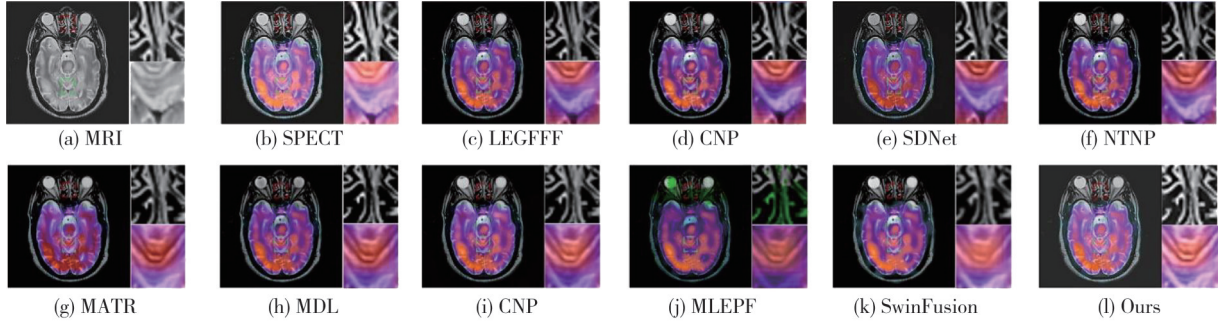 (a) MRI
(b) SPECT
(c) LEGFFF
(d) CNP
(e) SDNet
(f) NTNP
(g) MATR
(h) MDL
(i) CNP
(j) MLEPF
(k) SwinFusion
(l) Ours